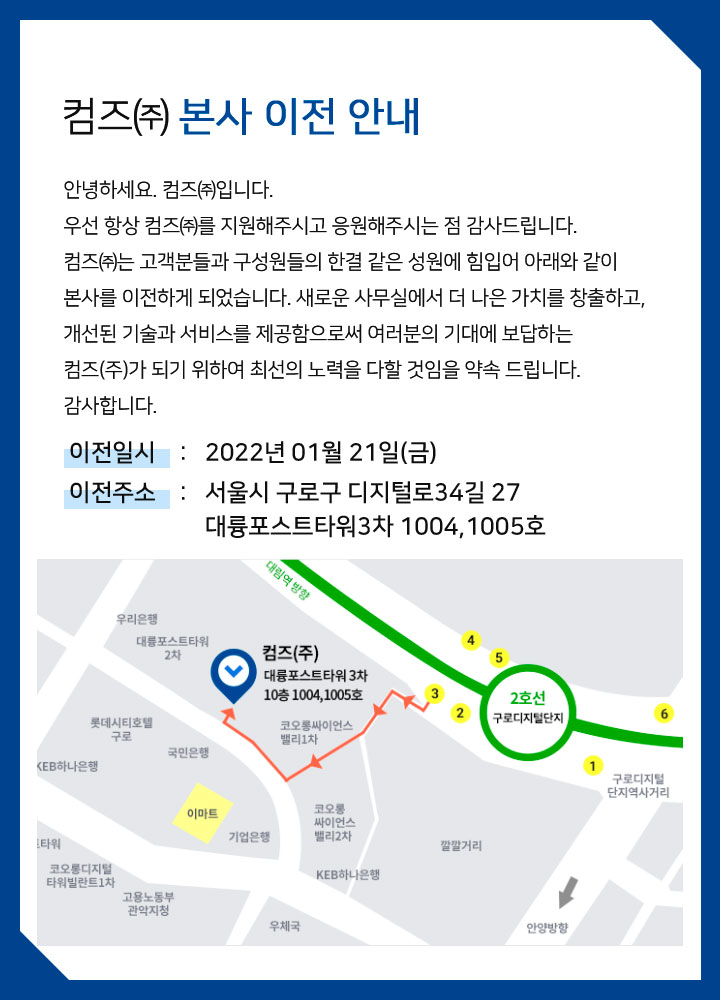 컴즈㈜ 본사 이전 안내
안녕하세요. 컴즈㈜입니다.
우선 항상 컴즈㈜를 지원해주시고 응원해주시는 점 감사드립니다.
컴즈㈜는 고객분들과 구성원들의 한결 같은 성원에 힘입어 아래와 같이
본사를 이전하게 되었습니다. 새로운 사무실에서 더 나은 가치를 창출하고,
개선된 기술과 서비스를 제공함으로써 여러분의 기대에 보답하는
컴즈(주)가 되기 위하여 최선의 노력을 다할 것임을 약속 드립니다.
감사합니다.
이전일시 : 2022년 01월 21일(금)
이전주소 : 서울시 구로구 디지털로34길 27
대륭포스트타워3차 1004,1005호
대림역 방향
우리은행
대륭포스트타워
2차
컴즈(주)
대륭포스트타워 3차
10층 1004,1005호
4
5
3
2
2호선
구로디지털단지
6
1
롯데시티호텔
구로
코오롱싸이언스
밸리1차
국민은행
KEB하나은행
구로디지털
단지역사거리
이마트
코오롱
싸이언스
밸리2차
기업은행
깔깔거리
타워
코오롱디지털
타워빌란트1차
KEB하나은행
고용노동부
관악지청
우체국
안양방향